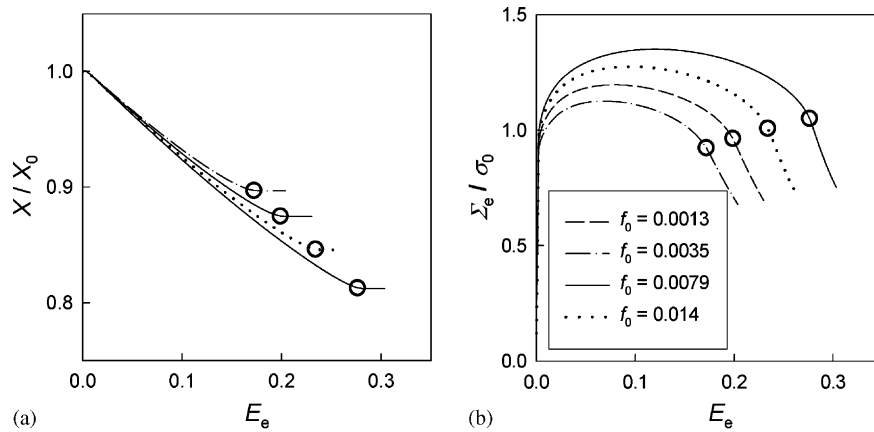 1.0
0.9
0.8
X / X₀
0.0 0.1 0.2 0.3
Eₑ
(a)
1.5
1.0
0.5
0.0
Σₑ / σ₀
f₀ = 0.0013
f₀ = 0.0035
f₀ = 0.0079
f₀ = 0.014
0.0 0.1 0.2 0.3
Eₑ
(b)